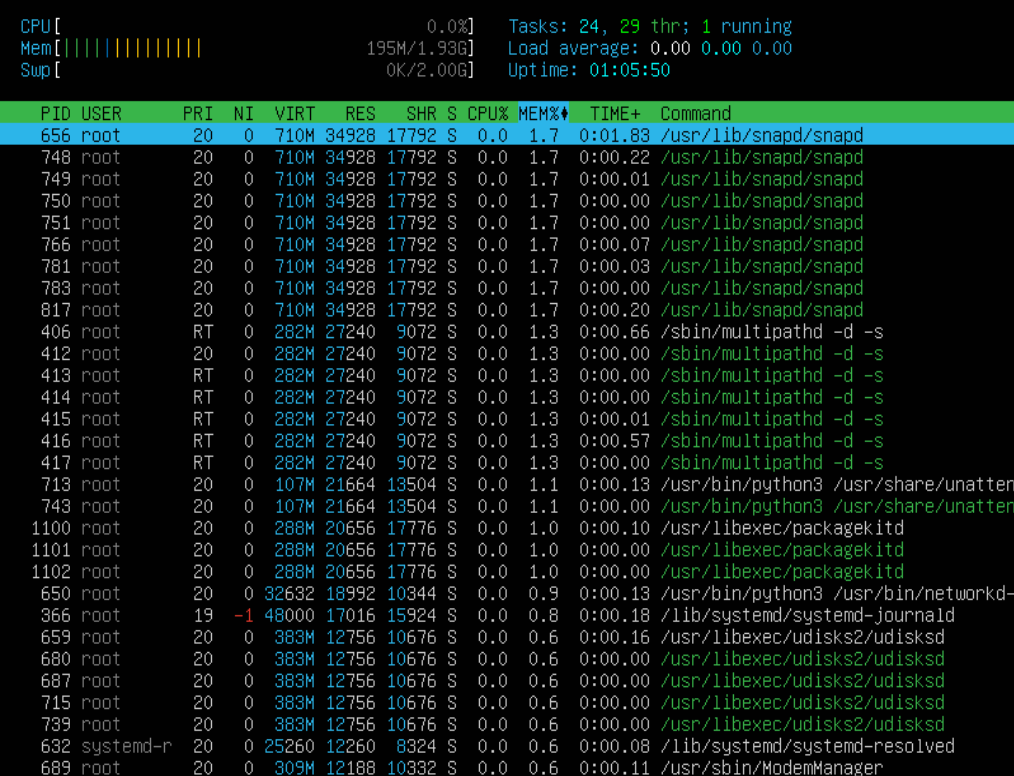 CPU[ 0.0%] Tasks: 24, 29 thr; 1 running
Mem[|||||||||||||||||| 195M/1.93G] Load average: 0.00 0.00 0.00
Swp[ 0K/2.00G] Uptime: 01:05:50
PID USER PRI NI VIRT RES SHR S CPU% MEM%♦ TIME+ Command
656 root 20 0 710M 34928 17792 S 0.0 1.7 0:01.83 /usr/lib/snapd/snapd
748 root 20 0 710M 34928 17792 S 0.0 1.7 0:00.22 /usr/lib/snapd/snapd
749 root 20 0 710M 34928 17792 S 0.0 1.7 0:00.01 /usr/lib/snapd/snapd
750 root 20 0 710M 34928 17792 S 0.0 1.7 0:00.00 /usr/lib/snapd/snapd
751 root 20 0 710M 34928 17792 S 0.0 1.7 0:00.00 /usr/lib/snapd/snapd
766 root 20 0 710M 34928 17792 S 0.0 1.7 0:00.07 /usr/lib/snapd/snapd
781 root 20 0 710M 34928 17792 S 0.0 1.7 0:00.03 /usr/lib/snapd/snapd
783 root 20 0 710M 34928 17792 S 0.0 1.7 0:00.00 /usr/lib/snapd/snapd
817 root 20 0 710M 34928 17792 S 0.0 1.7 0:00.20 /usr/lib/snapd/snapd
406 root RT 0 282M 27240 9072 S 0.0 1.3 0:00.66 /sbin/multipathd -d -s
412 root 20 0 282M 27240 9072 S 0.0 1.3 0:00.00 /sbin/multipathd -d -s
413 root RT 0 282M 27240 9072 S 0.0 1.3 0:00.00 /sbin/multipathd -d -s
414 root RT 0 282M 27240 9072 S 0.0 1.3 0:00.00 /sbin/multipathd -d -s
415 root RT 0 282M 27240 9072 S 0.0 1.3 0:00.01 /sbin/multipathd -d -s
416 root RT 0 282M 27240 9072 S 0.0 1.3 0:00.57 /sbin/multipathd -d -s
417 root RT 0 282M 27240 9072 S 0.0 1.3 0:00.00 /sbin/multipathd -d -s
713 root 20 0 107M 21664 13504 S 0.0 1.1 0:00.13 /usr/bin/python3 /usr/share/unatten
743 root 20 0 107M 21664 13504 S 0.0 1.1 0:00.00 /usr/bin/python3 /usr/share/unatten
1100 root 20 0 288M 20656 17776 S 0.0 1.0 0:00.10 /usr/libexec/packagekitd
1101 root 20 0 288M 20656 17776 S 0.0 1.0 0:00.00 /usr/libexec/packagekitd
1102 root 20 0 288M 20656 17776 S 0.0 1.0 0:00.00 /usr/libexec/packagekitd
650 root 20 0 32632 18992 10344 S 0.0 0.9 0:00.13 /usr/bin/python3 /usr/bin/networkd-
366 root 19 -1 48000 17016 15924 S 0.0 0.8 0:00.18 /lib/systemd/systemd-journald
659 root 20 0 383M 12756 10676 S 0.0 0.6 0:00.16 /usr/libexec/udisks2/udisksd
680 root 20 0 383M 12756 10676 S 0.0 0.6 0:00.00 /usr/libexec/udisks2/udisksd
687 root 20 0 383M 12756 10676 S 0.0 0.6 0:00.00 /usr/libexec/udisks2/udisksd
715 root 20 0 383M 12756 10676 S 0.0 0.6 0:00.00 /usr/libexec/udisks2/udisksd
739 root 20 0 383M 12756 10676 S 0.0 0.6 0:00.00 /usr/libexec/udisks2/udisksd
632 systemd-r 20 0 25260 12260 8324 S 0.0 0.6 0:00.08 /lib/systemd/systemd-resolved
689 root 20 0 309M 12188 10332 S 0.0 0.6 0:00.11 /usr/sbin/ModemManager